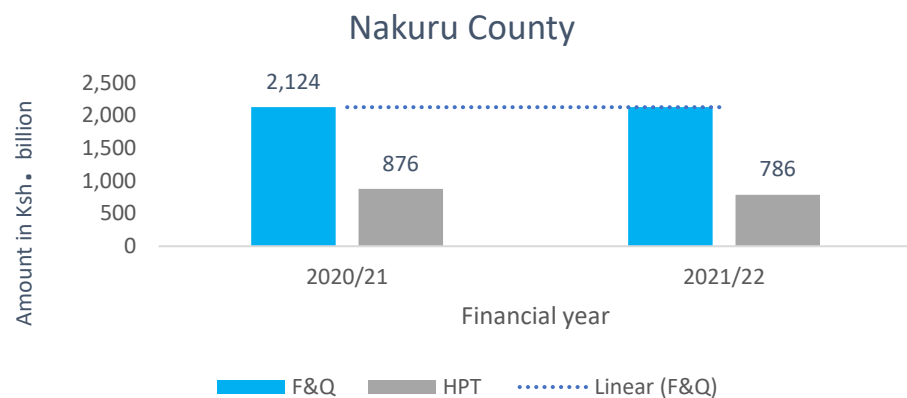 Nakuru County
Amount in Ksh. billion
2,500
2,000
1,500
1,000
500
0
2,124
876
786
2020/21
2021/22
Financial year
F&Q
HPT
Linear (F&Q)